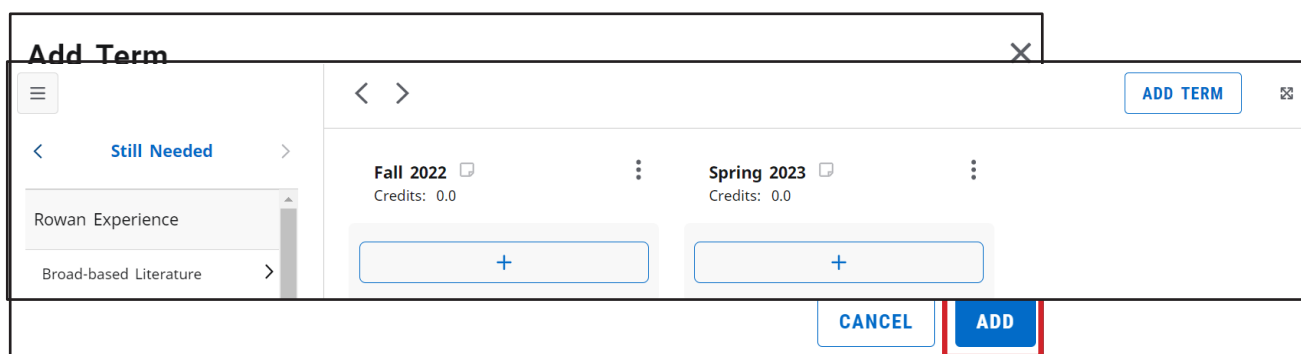 Add Term
ADD TERM
Still Needed
Fall 2022
Credits: 0.0
Spring 2023
Credits: 0.0
Rowan Experience
Broad-based Literature
CANCEL
ADD